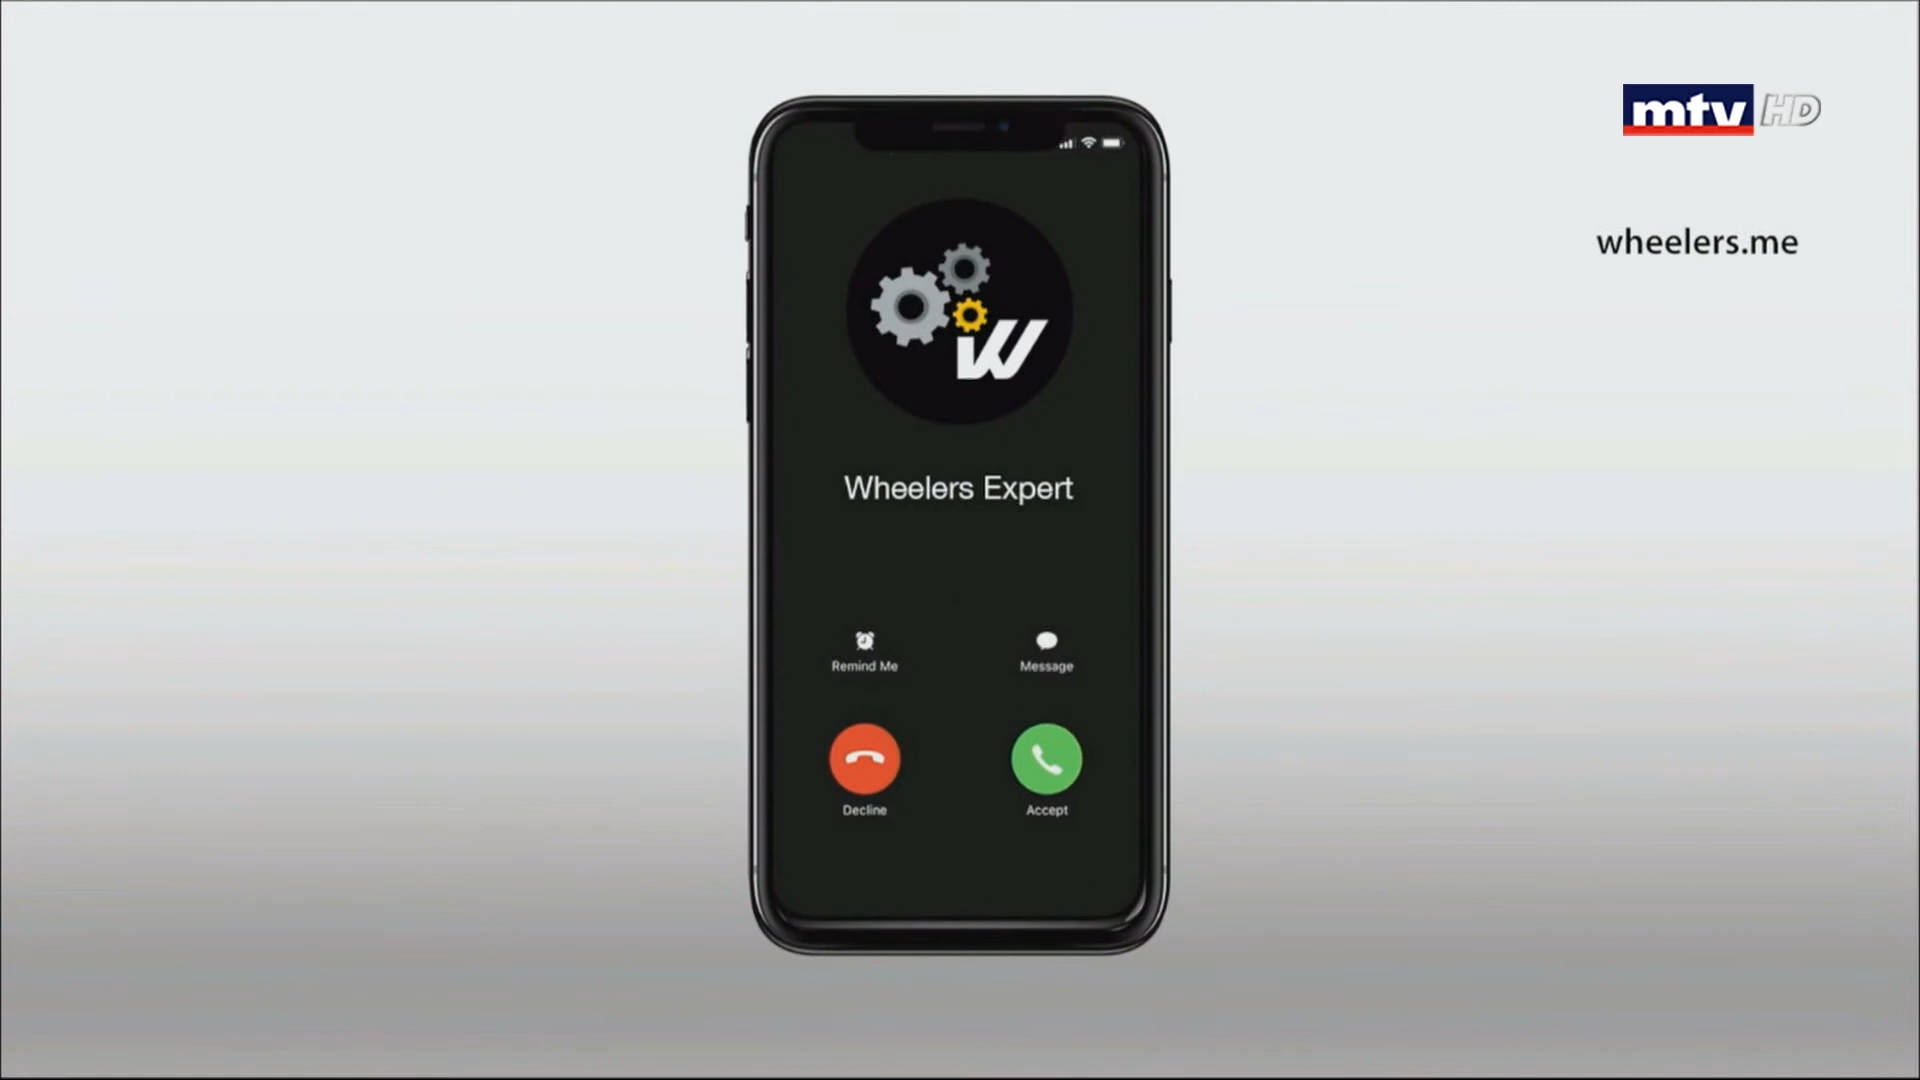 mtv HD
wheelers.me
W
Wheelers Expert
Remind Me
Message
Decline
Accept